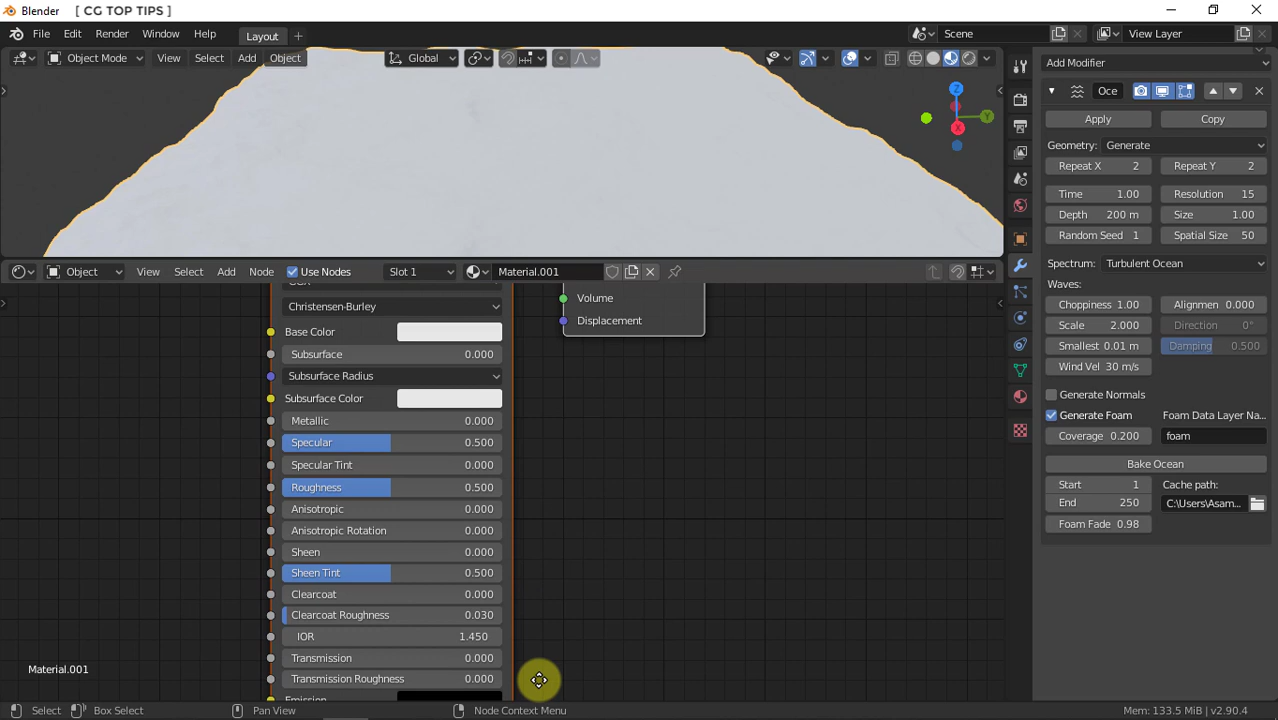 Blender [ CG TOP TIPS ]
File Edit Render Window Help Layout + Scene View Layer
Object Mode View Select Add Object Global
Add Modifier
Oce
Apply Copy
Geometry: Generate
Repeat X 2 Repeat Y 2
Time 1.00 Resolution 15
Depth 200 m Size 1.00
Random Seed 1 Spatial Size 50
Spectrum: Turbulent Ocean
Waves:
Choppiness 1.00 Alignmen 0.000
Scale 2.000 Direction 0°
Smallest 0.01 m Damping 0.500
Wind Vel 30 m/s
Generate Normals
Generate Foam Foam Data Layer Na...
Coverage 0.200 foam
Bake Ocean
Start 1 Cache path:
End 250 C:\Users\Asam...
Foam Fade 0.98
Z
Y
X
Object View Select Add Node Use Nodes Slot 1 Material.001
Christensen-Burley
Base Color
Subsurface 0.000
Subsurface Radius
Subsurface Color
Metallic 0.000
Specular 0.500
Specular Tint 0.000
Roughness 0.500
Anisotropic 0.000
Anisotropic Rotation 0.000
Sheen 0.000
Sheen Tint 0.500
Clearcoat 0.000
Clearcoat Roughness 0.030
IOR 1.450
Transmission 0.000
Transmission Roughness 0.000
Emission
Volume
Displacement
Material.001
Select Box Select Pan View Node Context Menu Mem: 133.5 MiB | v2.90.4